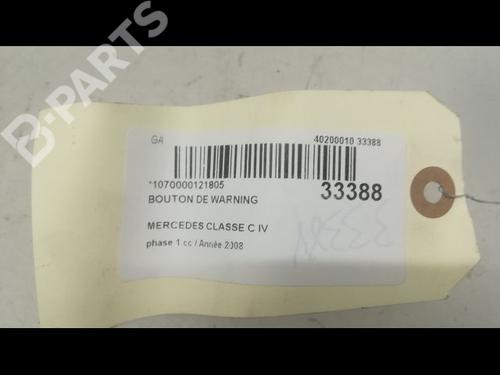 B-PARTS
GA
40200010 33388
*1070000121805
33388
BOUTON DE WARNING
MERCEDES CLASSE C IV
phase 1 cc / Année 2008